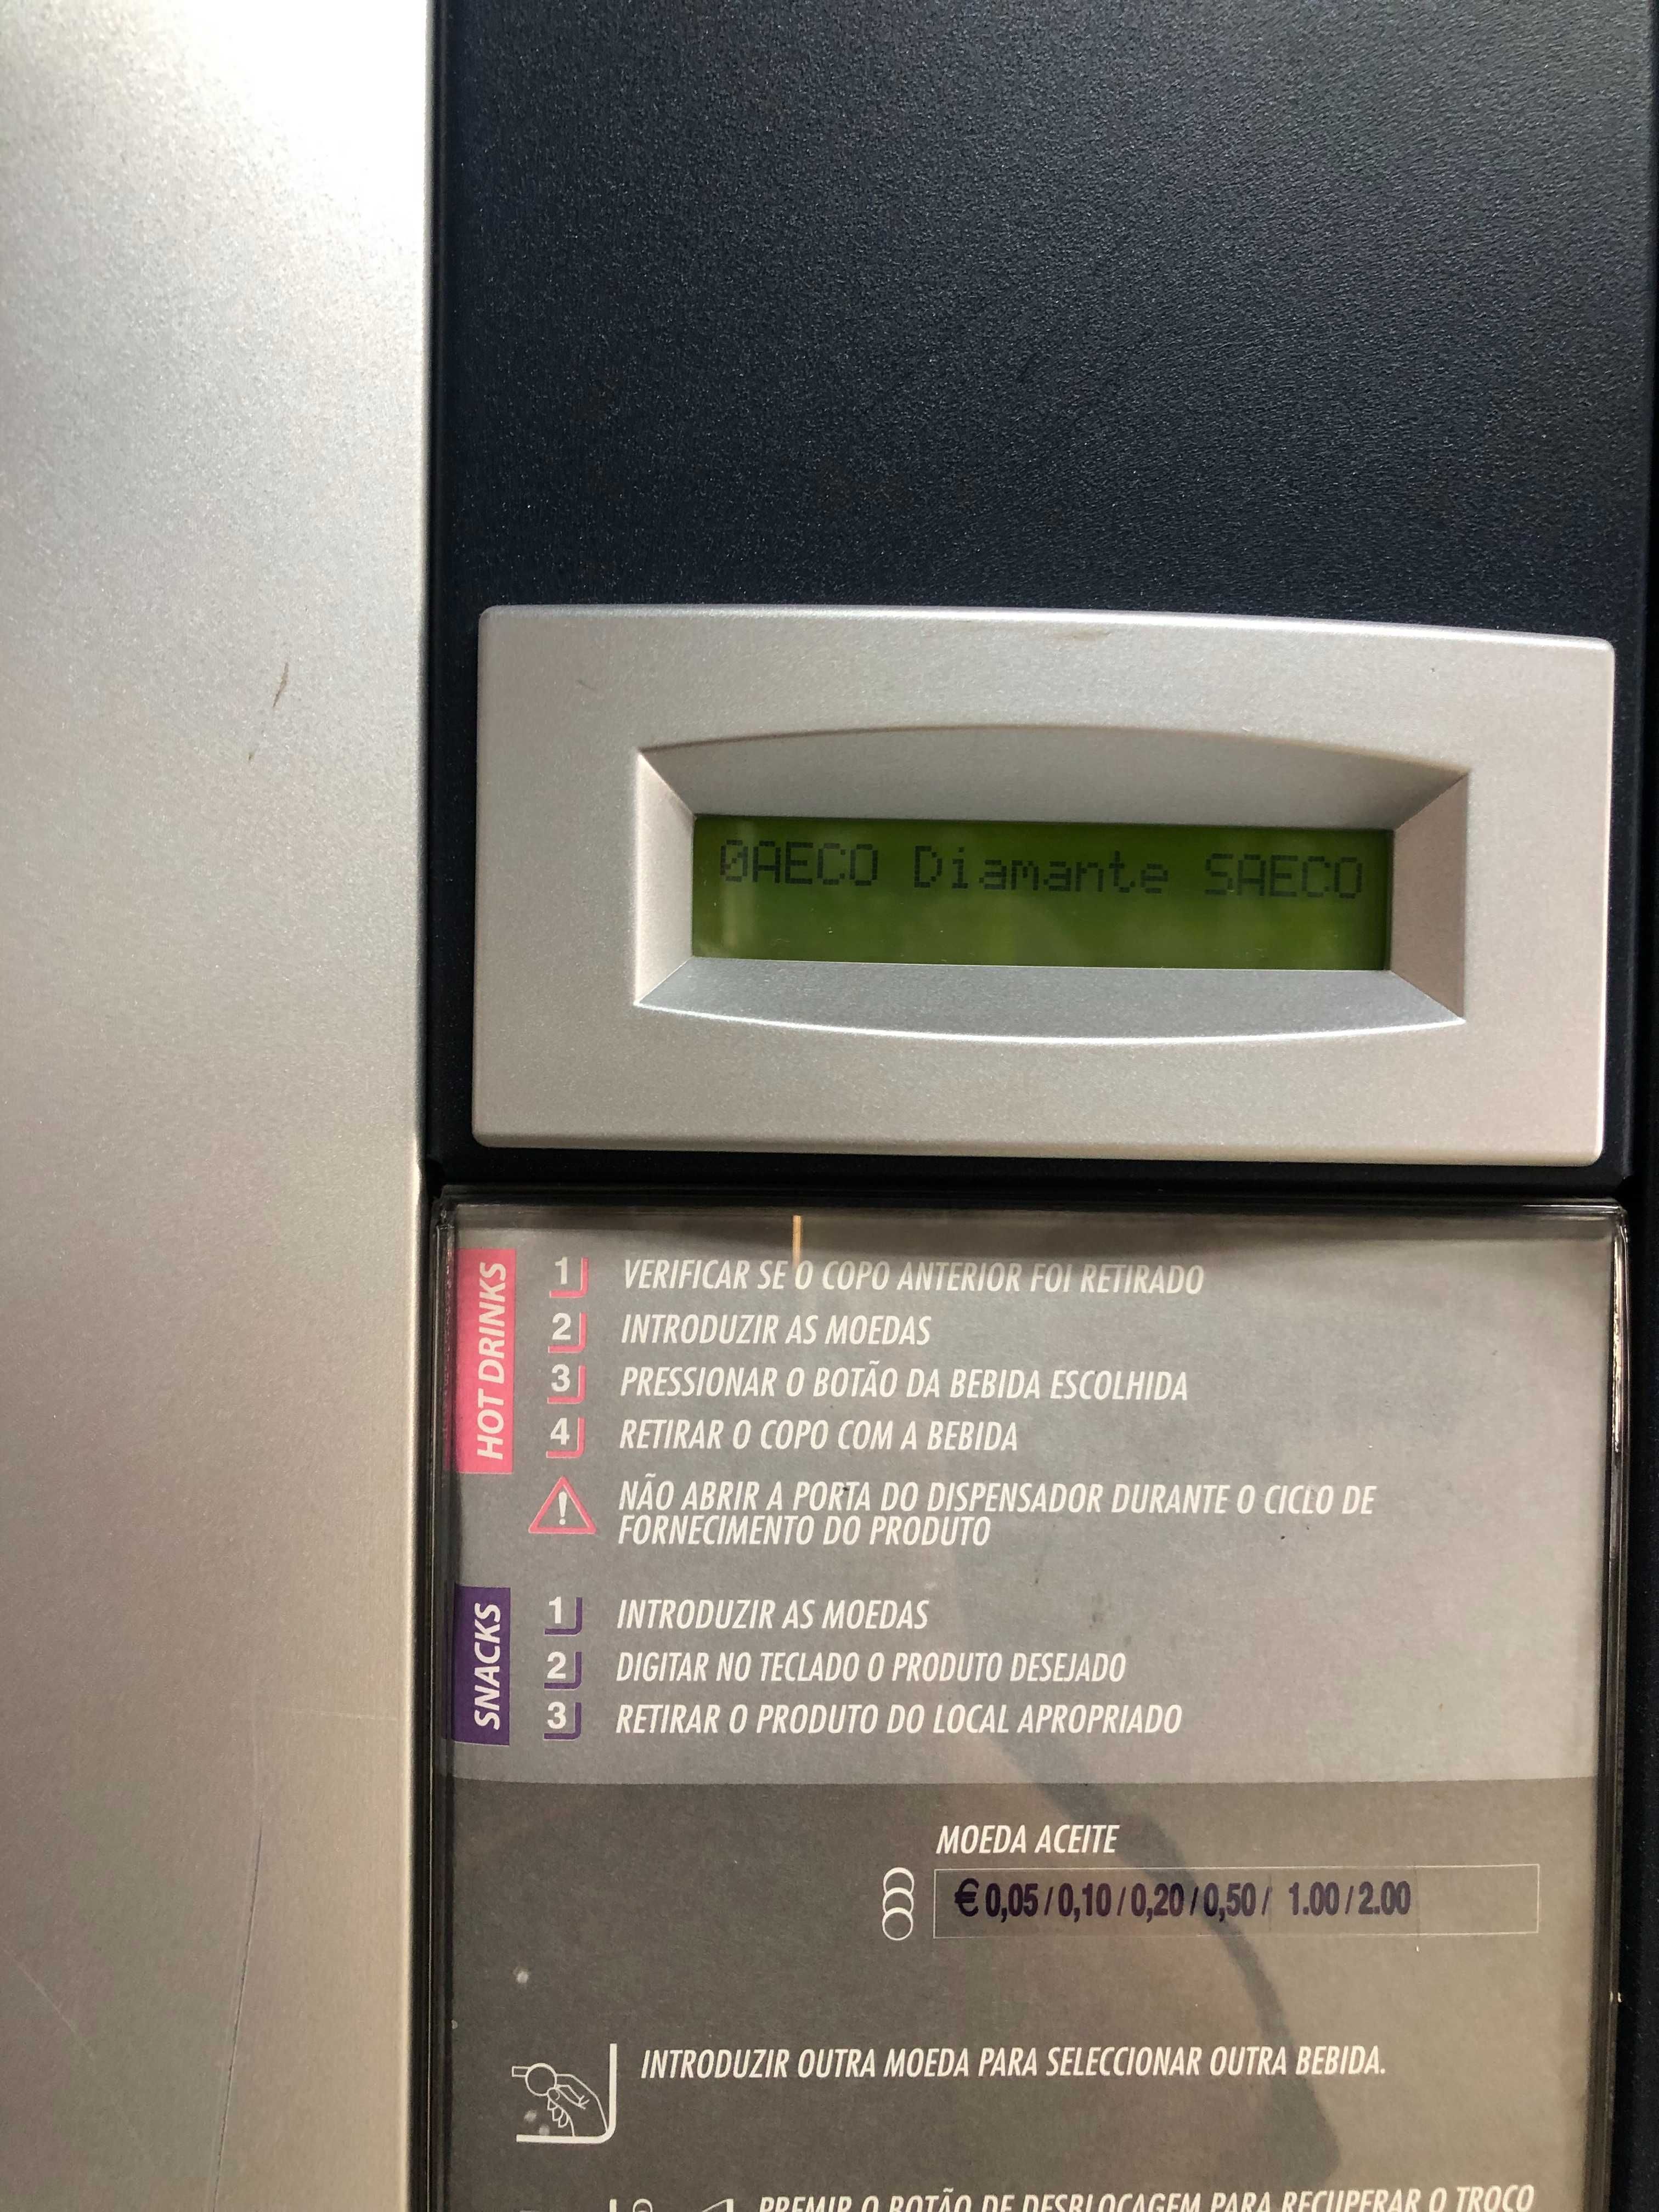 0AECO Diamante SAECO
HOT DRINKS
1 VERIFICAR SE O COPO ANTERIOR FOI RETIRADO
2 INTRODUZIR AS MOEDAS
3 PRESSIONAR O BOTÃO DA BEBIDA ESCOLHIDA
4 RETIRAR O COPO COM A BEBIDA
! NÃO ABRIR A PORTA DO DISPENSADOR DURANTE O CICLO DE
FORNECIMENTO DO PRODUTO
SNACKS
1 INTRODUZIR AS MOEDAS
2 DIGITAR NO TECLADO O PRODUTO DESEJADO
3 RETIRAR O PRODUTO DO LOCAL APROPRIADO
MOEDA ACEITE
€ 0,05 / 0,10 / 0,20 / 0,50 / 1.00 / 2.00
INTRODUZIR OUTRA MOEDA PARA SELECCIONAR OUTRA BEBIDA.
PREMIR O BOTÃO DE DESBLOCAGEM PARA RECUPERAR O TROCO